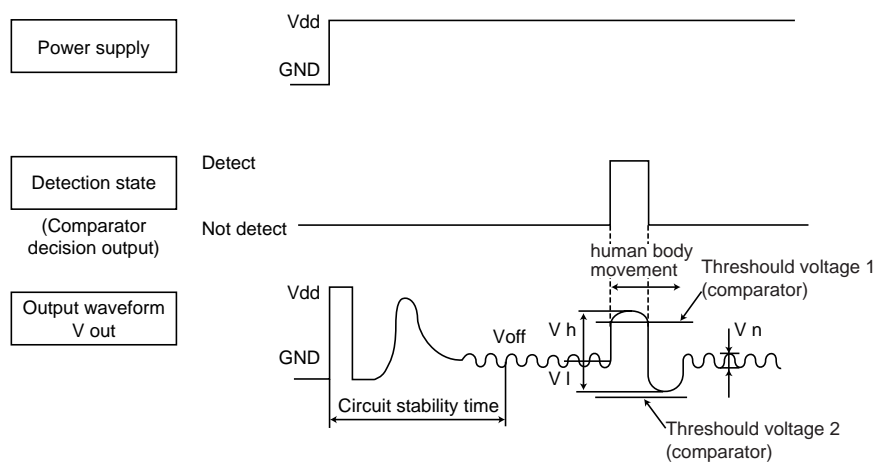 Power supply
Vdd
GND
Detection state
(Comparator
decision output)
Detect
Not detect
human body
movement
Threshould voltage 1
(comparator)
Output waveform
V out
Vdd
GND
Voff
V h
V l
V n
Circuit stability time
Threshould voltage 2
(comparator)